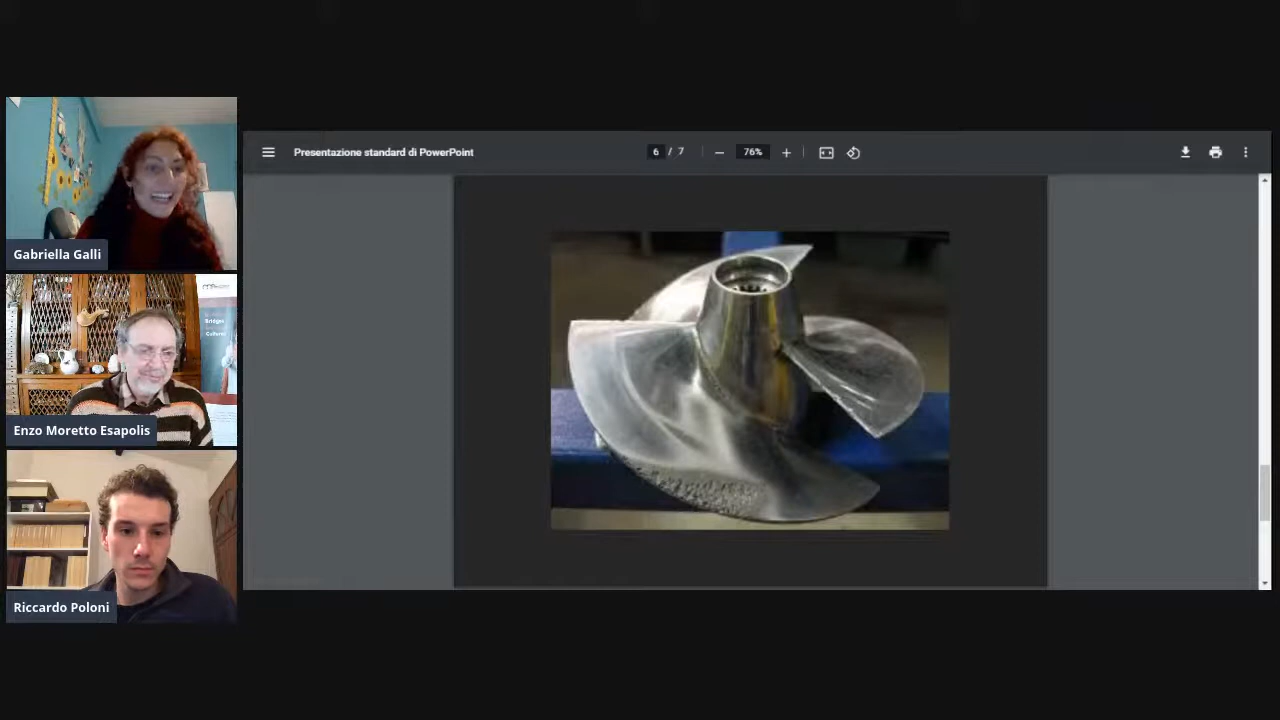 Presentazione standard di PowerPoint
6 / 7
76%
Gabriella Galli
Enzo Moretto Esapolis
Riccardo Poloni